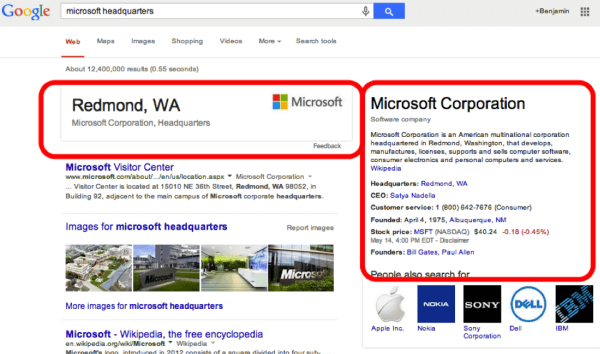 Google
microsoft headquarters
+Benjamin
Web Maps Images Shopping Videos More Search tools
About 12,400,000 results (0.55 seconds)
Redmond, WA
Microsoft Corporation, Headquarters
Microsoft
Feedback
Microsoft Visitor Center
www.microsoft.com/about/.../en/us/location.aspx Microsoft Corporation
... Visitor Center is located at 15010 NE 36th Street, Redmond, WA 98052, in
Building 92, adjacent to the main campus of Microsoft corporate headquarters.
Images for microsoft headquarters
Report images
Microsof
More images for microsoft headquarters
Microsoft - Wikipedia, the free encyclopedia
en.wikipedia.org/wiki/Microsoft Wikipedia
Microsoft's logo, introduced in 2012 consists of a square divided into four sub-
Microsoft Corporation
Software company
Microsoft Corporation is an American multinational corporation
headquartered in Redmond, Washington, that develops,
manufactures, licenses, supports and sells computer software,
consumer electronics and personal computers and services.
Wikipedia
Headquarters: Redmond, WA
CEO: Satya Nadella
Customer service: 1 (800) 642-7676 (Consumer)
Founded: April 4, 1975, Albuquerque, NM
Stock price: MSFT (NASDAQ) $40.24 -0.18 (-0.45%)
May 14, 4:00 PM EDT - Disclaimer
Founders: Bill Gates, Paul Allen
People also search for
NOKIA
SONY
DELL
IBM
Apple Inc.
Nokia
Sony
Corporation
Dell
IBM